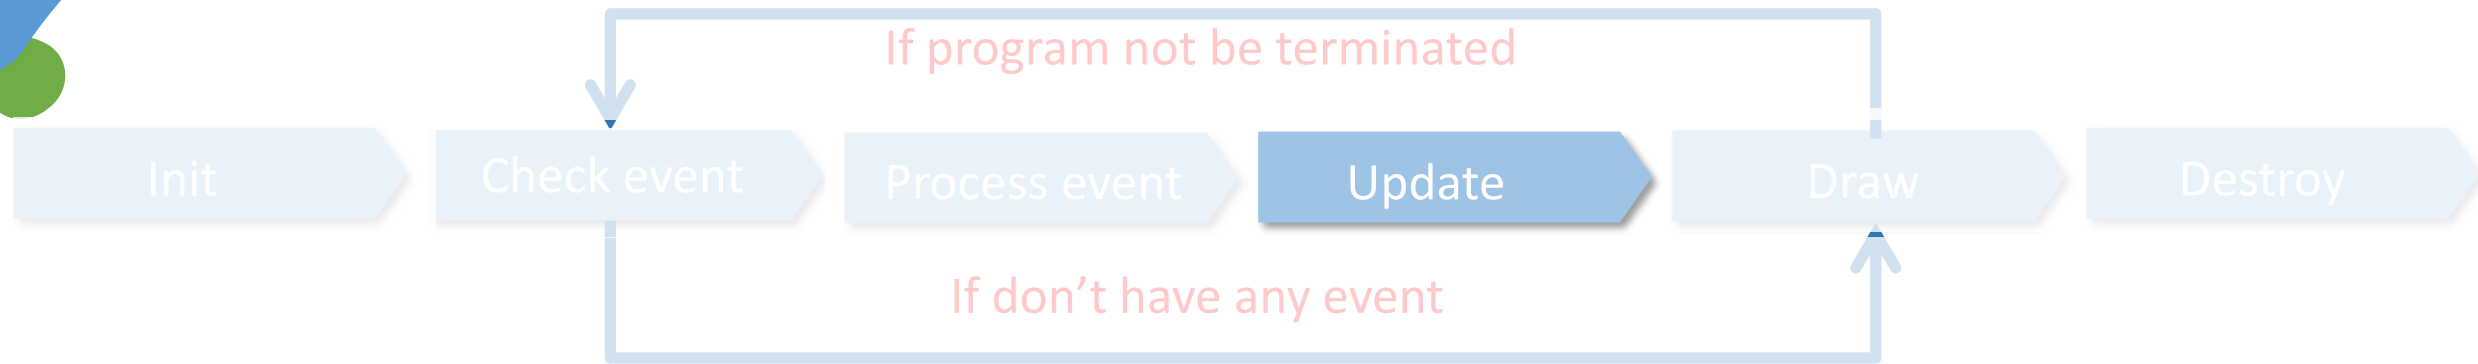 If program not be terminated
Init
Check event
Process event
Update
Draw
Destroy
If don’t have any event